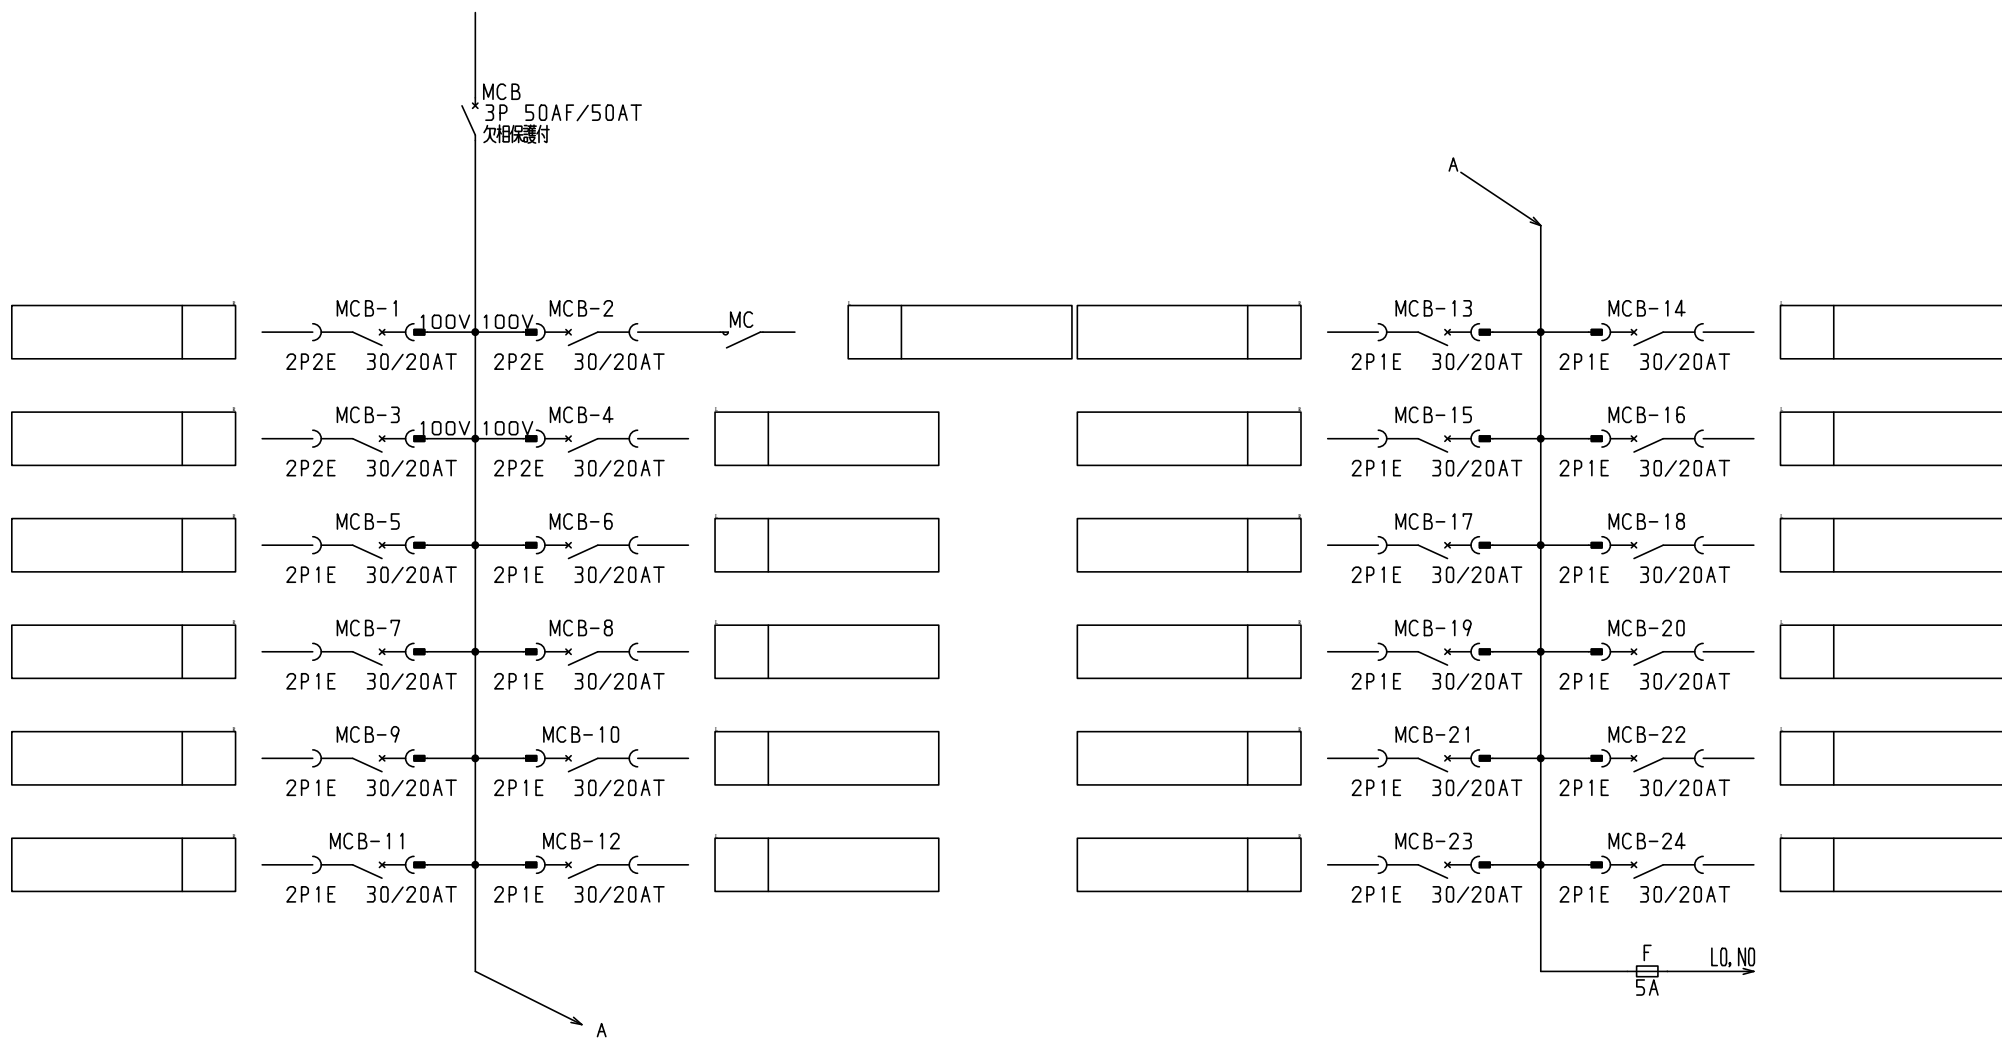 MCB
3P 50AF/50AT
欠相保護付
A
MCB-1 100V 100V MCB-2 MC
2P2E 30/20AT 2P2E 30/20AT
MCB-3 100V 100V MCB-4
2P2E 30/20AT 2P2E 30/20AT
MCB-5 MCB-6
2P1E 30/20AT 2P1E 30/20AT
MCB-7 MCB-8
2P1E 30/20AT 2P1E 30/20AT
MCB-9 MCB-10
2P1E 30/20AT 2P1E 30/20AT
MCB-11 MCB-12
2P1E 30/20AT 2P1E 30/20AT
A
MCB-13 MCB-14
2P1E 30/20AT 2P1E 30/20AT
MCB-15 MCB-16
2P1E 30/20AT 2P1E 30/20AT
MCB-17 MCB-18
2P1E 30/20AT 2P1E 30/20AT
MCB-19 MCB-20
2P1E 30/20AT 2P1E 30/20AT
MCB-21 MCB-22
2P1E 30/20AT 2P1E 30/20AT
MCB-23 MCB-24
2P1E 30/20AT 2P1E 30/20AT
F L0,N0
5A